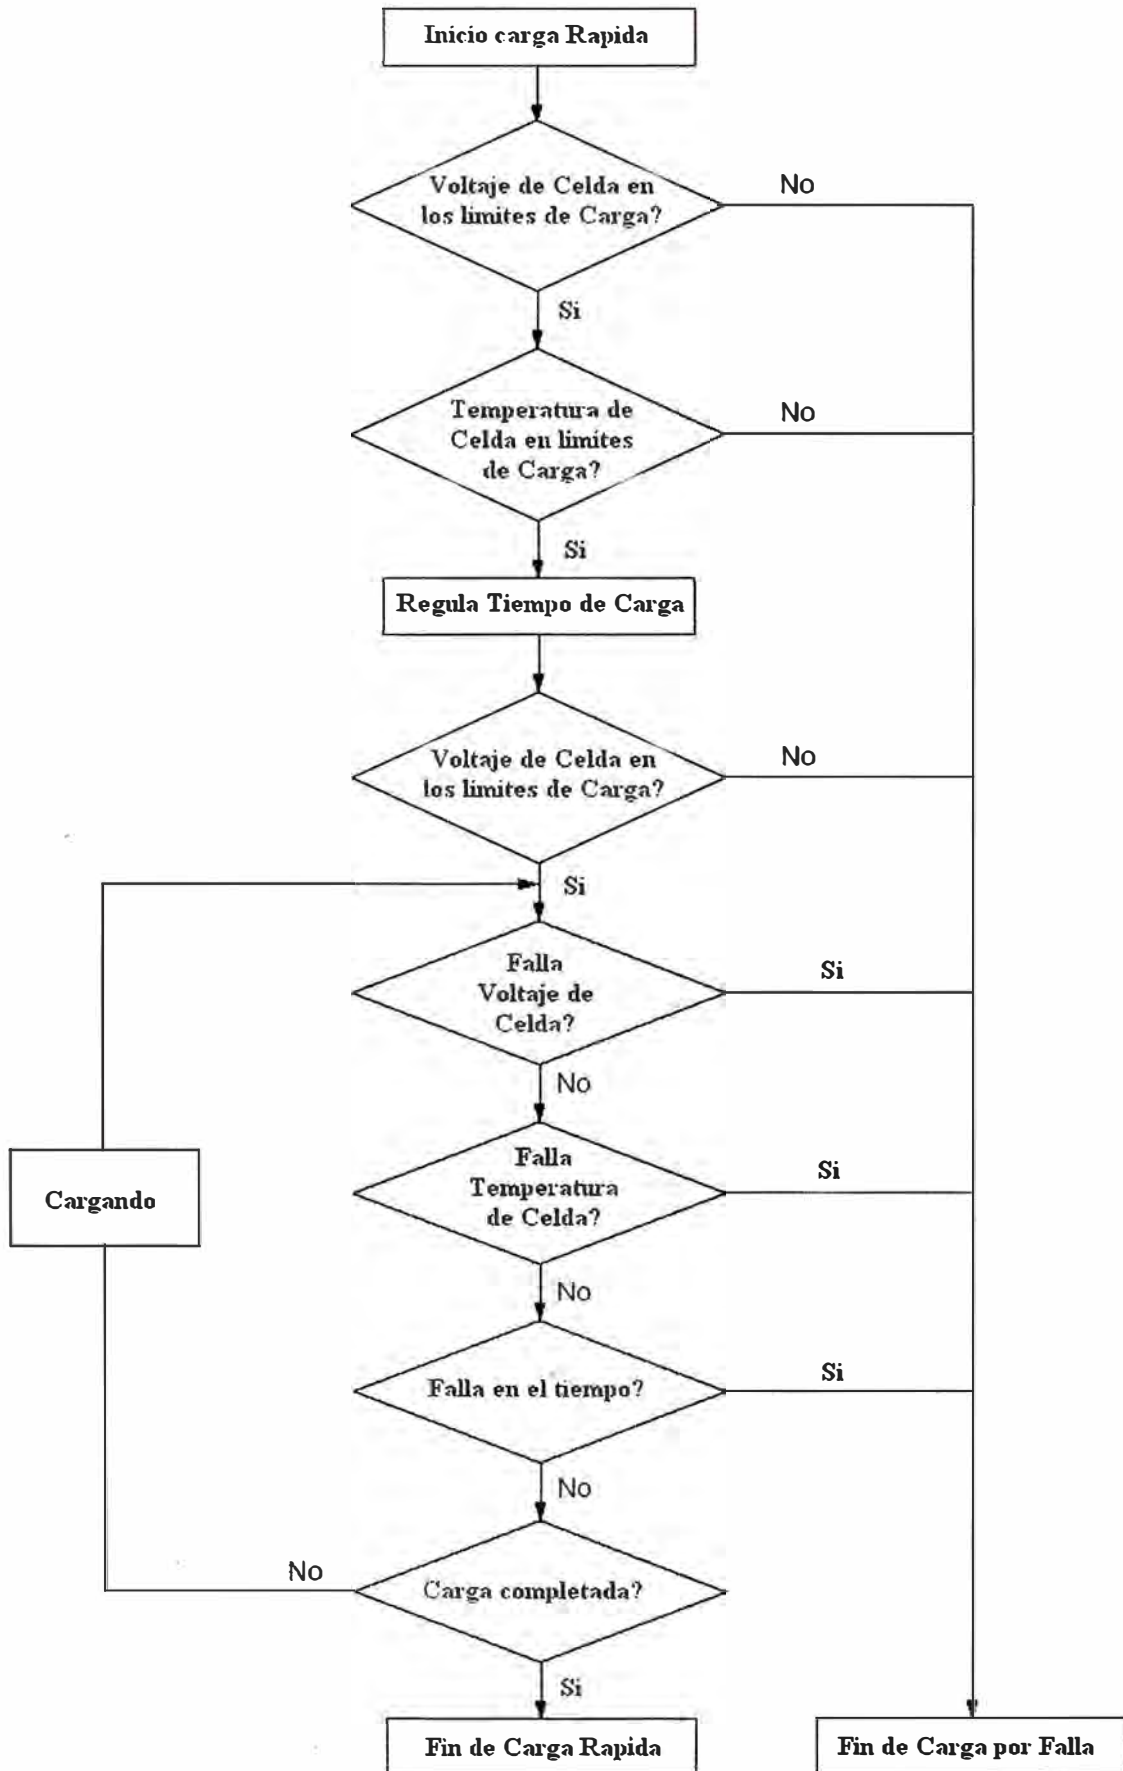 Inicio carga Rapida
Voltaje de Celda en
los limites de Carga?
No
Si
Temperatura de
Celda en limites
de Carga?
No
Si
Regula Tiempo de Carga
Voltaje de Celda en
los limites de Carga?
No
Si
Falla
Voltaje de
Celda?
Si
No
Falla
Temperatura
de Celda?
Si
Cargando
No
Falla en el tiempo?
Si
No
Carga completada?
No
Si
Fin de Carga Rapida
Fin de Carga por Falla